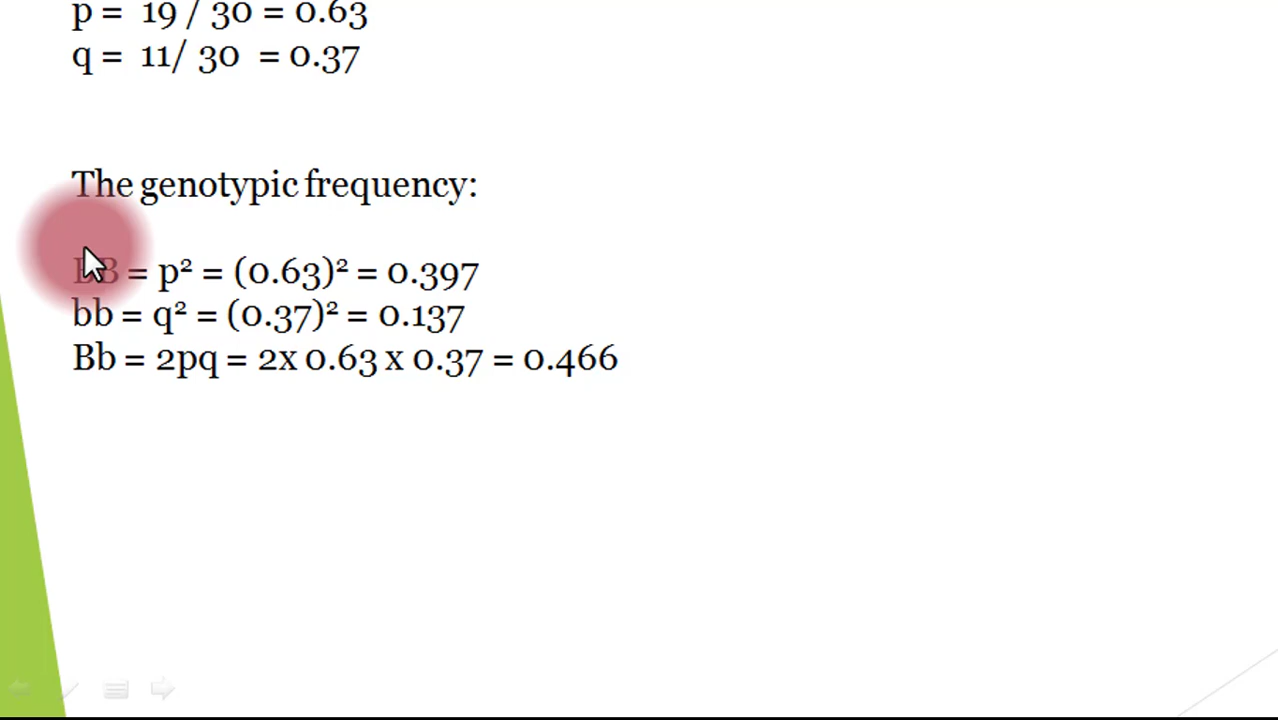 p = 19 / 30 = 0.63
q = 11/ 30 = 0.37
The genotypic frequency:
BB = p² = (0.63)² = 0.397
bb = q² = (0.37)² = 0.137
Bb = 2pq = 2x 0.63 x 0.37 = 0.466